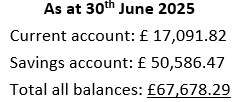 As at 30th June 2025
Current account: £ 17,091.82
Savings account: £ 50,586.47
Total all balances: £67,678.29